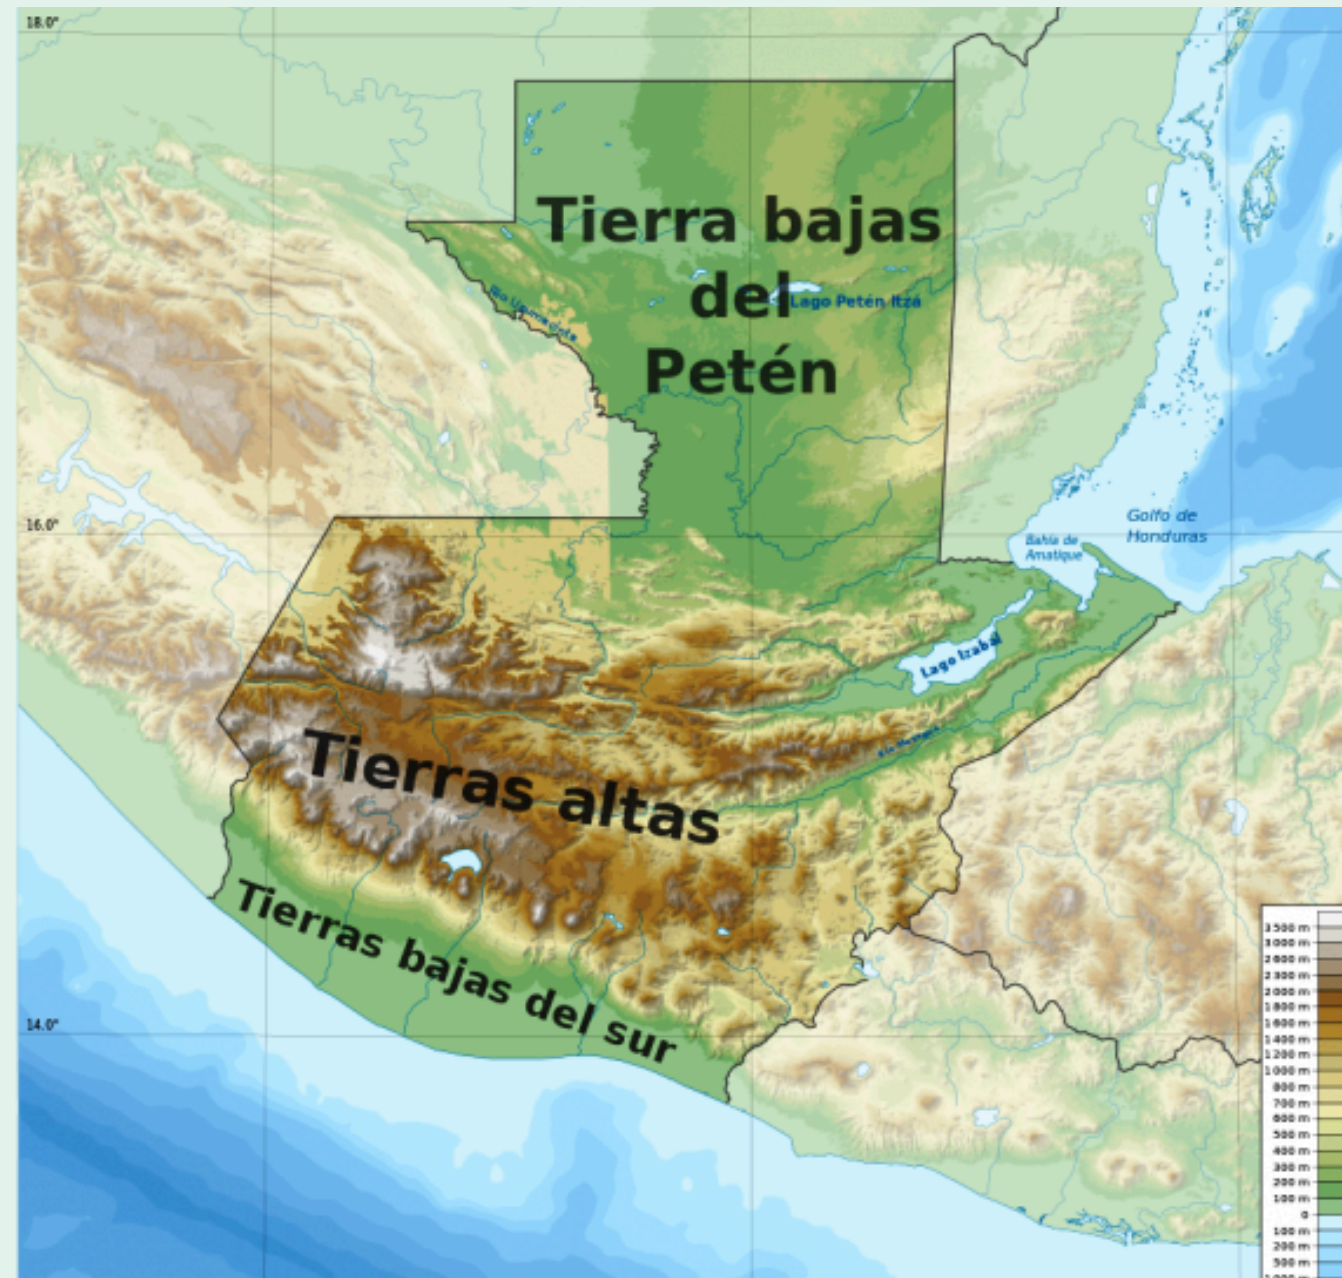 18.0°
Tierra bajas
del
Petén
Lago Petén Itzá
16.0°
Golfo de
Honduras
Bahía de
Amatique
Lago Izabal
Tierras altas
Tierras bajas del sur
14.0°
3500 m
3000 m
2600 m
2300 m
2000 m
1800 m
1600 m
1400 m
1200 m
1000 m
800 m
700 m
600 m
500 m
400 m
300 m
200 m
100 m
0
100 m
200 m
500 m